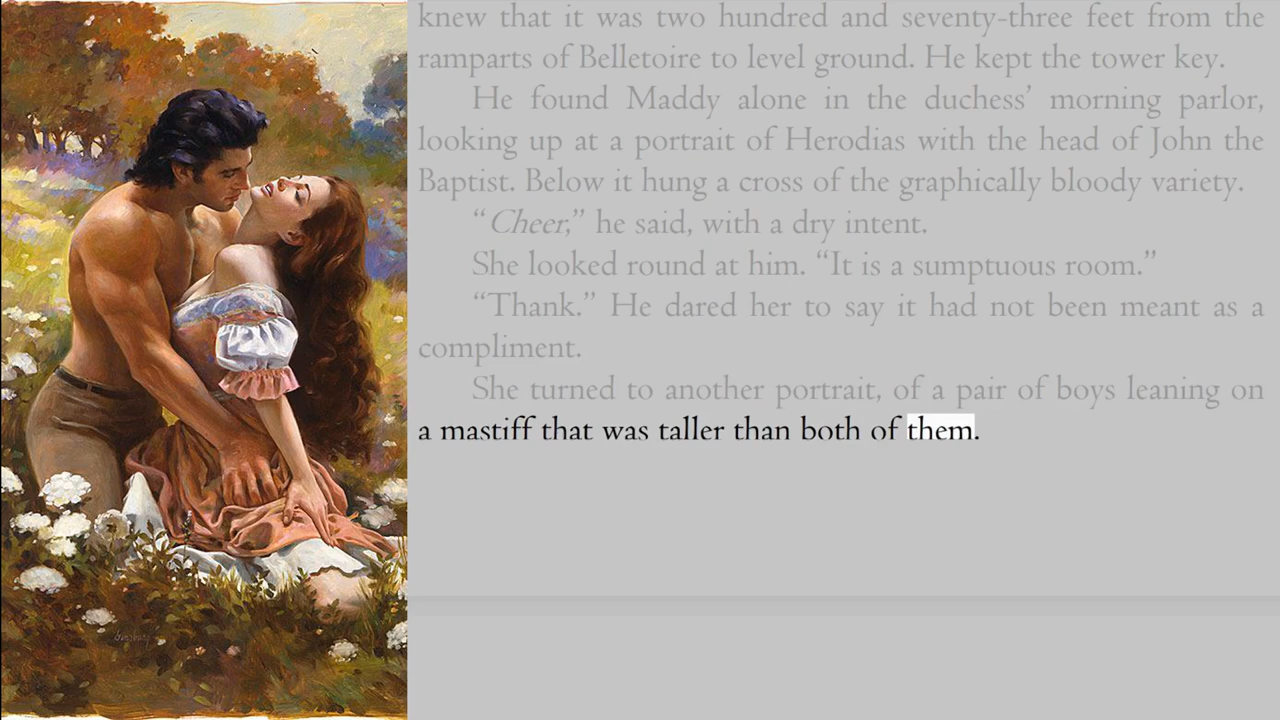 knew that it was two hundred and seventy-three feet from the
ramparts of Belletoire to level ground. He kept the tower key.
He found Maddy alone in the duchess’ morning parlor,
looking up at a portrait of Herodias with the head of John the
Baptist. Below it hung a cross of the graphically bloody variety.
“Cheer,” he said, with a dry intent.
She looked round at him. “It is a sumptuous room.”
“Thank.” He dared her to say it had not been meant as a
compliment.
She turned to another portrait, of a pair of boys leaning on
a mastiff that was taller than both of them.